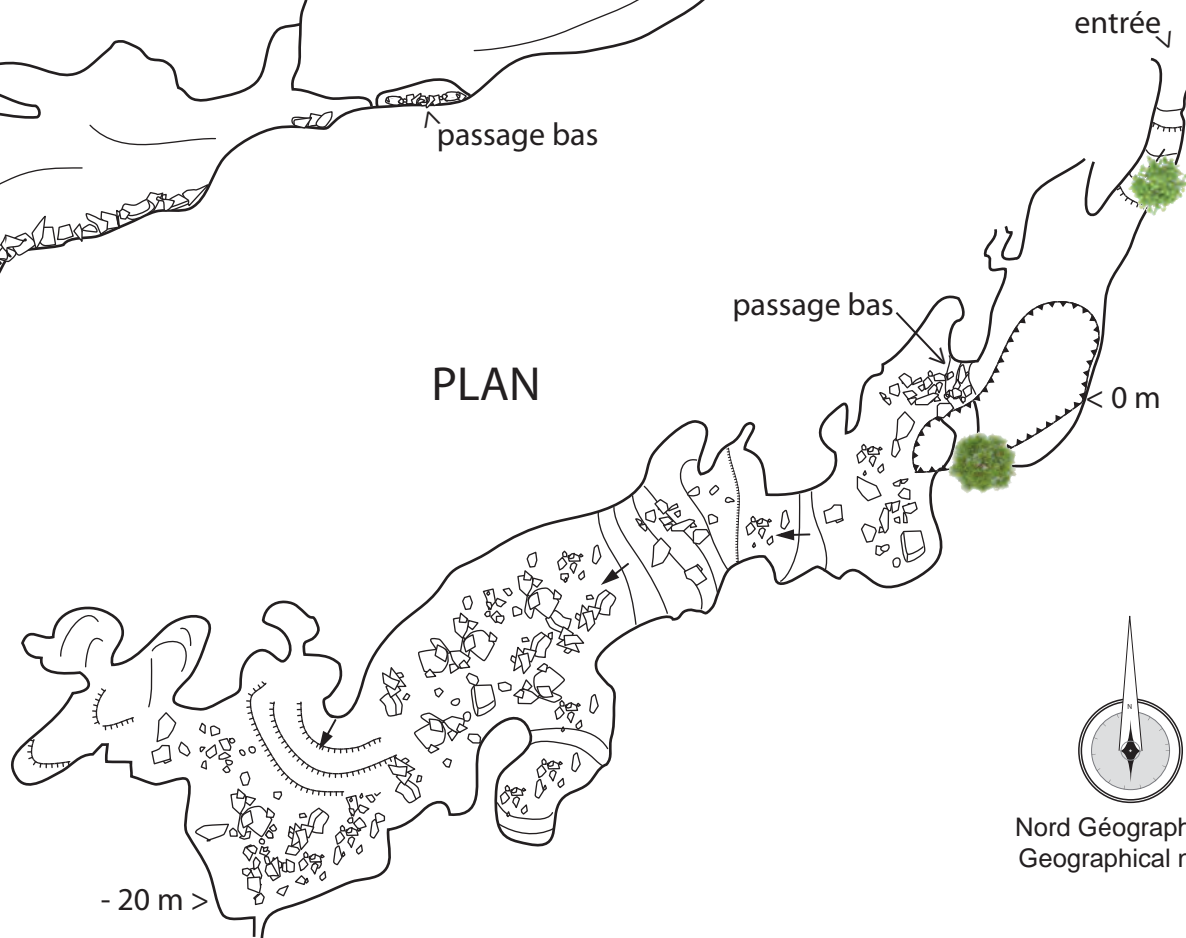 entrée
passage bas
passage bas
PLAN
< 0 m
N
Nord Géograph
Geographical r
- 20 m >